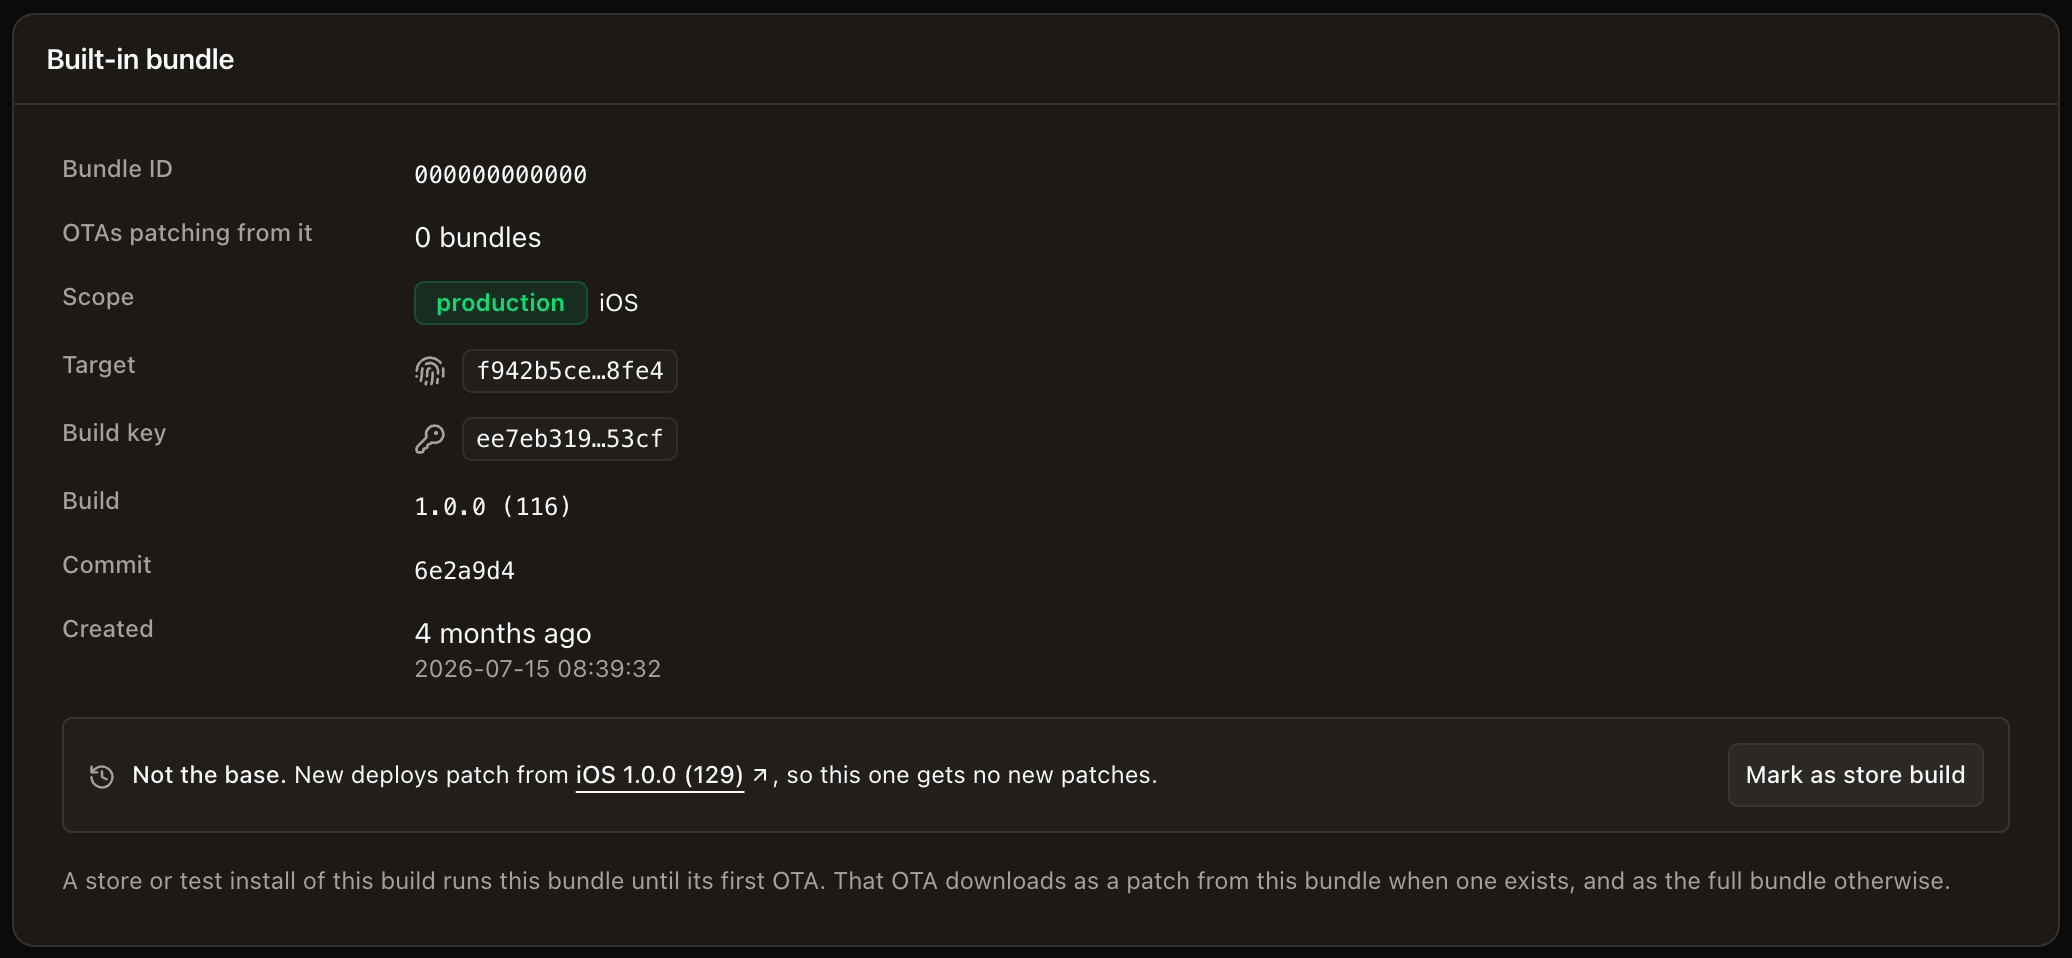 Built-in bundle
Bundle ID 000000000000
OTAs patching from it 0 bundles
Scope production iOS
Target f942b5ce…8fe4
Build key ee7eb319…53cf
Build 1.0.0 (116)
Commit 6e2a9d4
Created 4 months ago
2026-07-15 08:39:32
Not the base. New deploys patch from iOS 1.0.0 (129) ↗, so this one gets no new patches. Mark as store build
A store or test install of this build runs this bundle until its first OTA. That OTA downloads as a patch from this bundle when one exists, and as the full bundle otherwise.